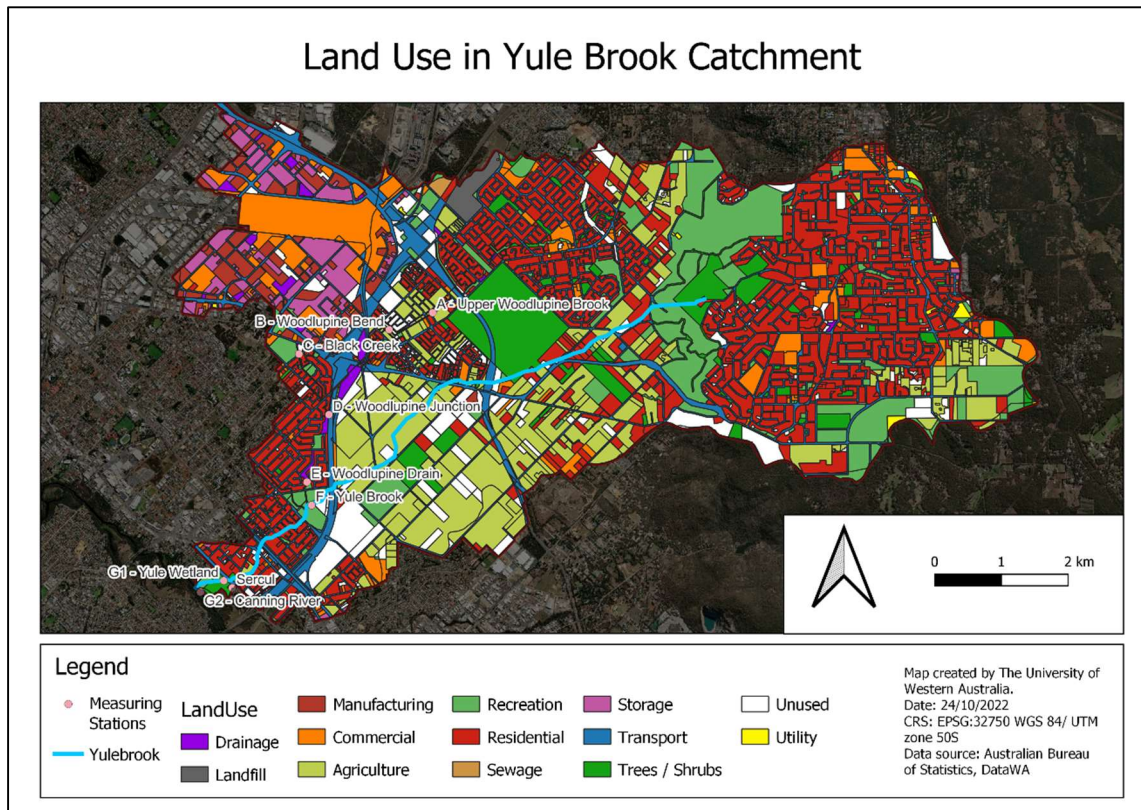 Land Use in Yule Brook Catchment
A - Upper Woodlupine Brook
B - Woodlupine Bend
C - Black Creek
D - Woodlupine Junction
E - Woodlupine Drain
F - Yule Brook
G1 - Yule Wetland
Sercul
G2 - Canning River
0 1 2 km
Legend
Measuring
Stations
Yulebrook
LandUse
Drainage
Landfill
Manufacturing
Commercial
Agriculture
Recreation
Residential
Sewage
Storage
Transport
Trees / Shrubs
Unused
Utility
Map created by The University of
Western Australia.
Date: 24/10/2022
CRS: EPSG:32750 WGS 84/ UTM
zone 50S
Data source: Australian Bureau
of Statistics, DataWA